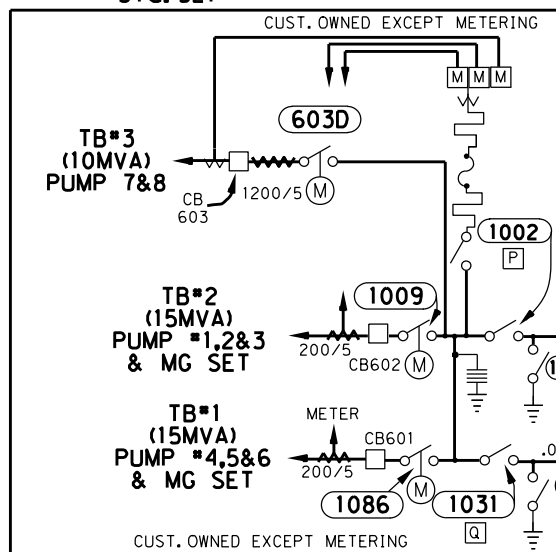 CUST. OWNED EXCEPT METERING
M M M
603D
TB#3
(10MVA)
PUMP 7&8
CB
603
1200/5
M
1002
P
TB#2
(15MVA)
PUMP #1,2&3
& MG SET
1009
200/5
CB602
M
TB#1
(15MVA)
PUMP #4,5&6
& MG SET
METER
CB601
200/5
1086
M
1031
Q
CUST. OWNED EXCEPT METERING